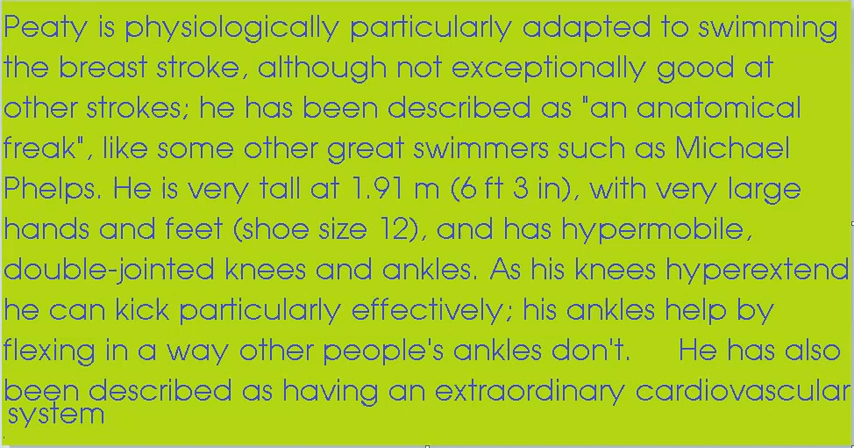 Peaty is physiologically particularly adapted to swimming
the breast stroke, although not exceptionally good at
other strokes; he has been described as "an anatomical
freak", like some other great swimmers such as Michael
Phelps. He is very tall at 1.91 m (6 ft 3 in), with very large
hands and feet (shoe size 12), and has hypermobile,
double-jointed knees and ankles. As his knees hyperextend
he can kick particularly effectively; his ankles help by
flexing in a way other people's ankles don't. He has also
been described as having an extraordinary cardiovascular
system